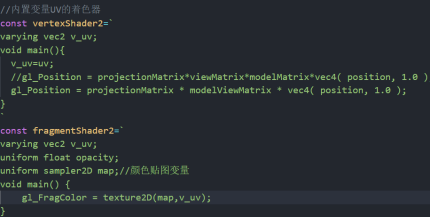 //内置变量UV的着色器
const vertexShader2=`
varying vec2 v_uv;
void main(){
v_uv=uv;
//gl_Position = projectionMatrix*viewMatrix*modelMatrix*vec4( position, 1.0 );
gl_Position = projectionMatrix * modelViewMatrix * vec4( position, 1.0 );
}
`
const fragmentShader2=`
varying vec2 v_uv;
uniform float opacity;
uniform sampler2D map;//颜色贴图变量
void main() {
gl_FragColor = texture2D(map,v_uv);
}